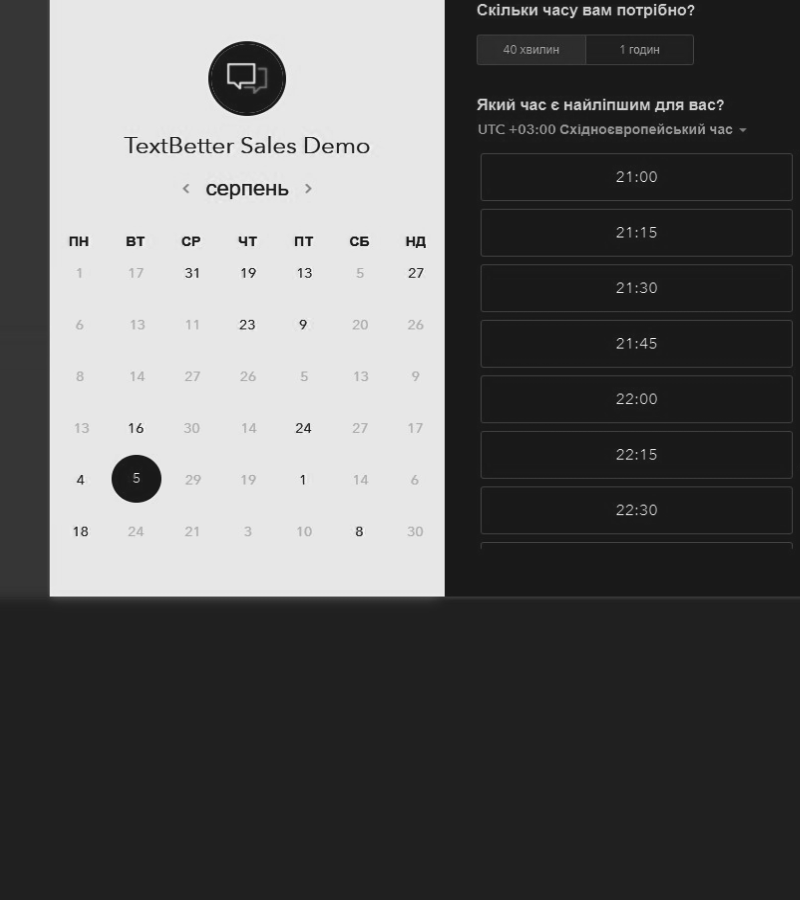 TextBetter Sales Demo
серпень
ПН ВТ СР ЧТ ПТ СБ НД
1 17 31 19 13 5 27
6 13 11 23 9 20 26
8 14 27 26 5 13 9
13 16 30 14 24 27 17
4 5 29 19 1 14 6
18 24 21 3 10 8 30
Скільки часу вам потрібно?
40 хвилин 1 годин
Який час є найліпшим для вас?
UTC +03:00 Східноєвропейський час
21:00
21:15
21:30
21:45
22:00
22:15
22:30